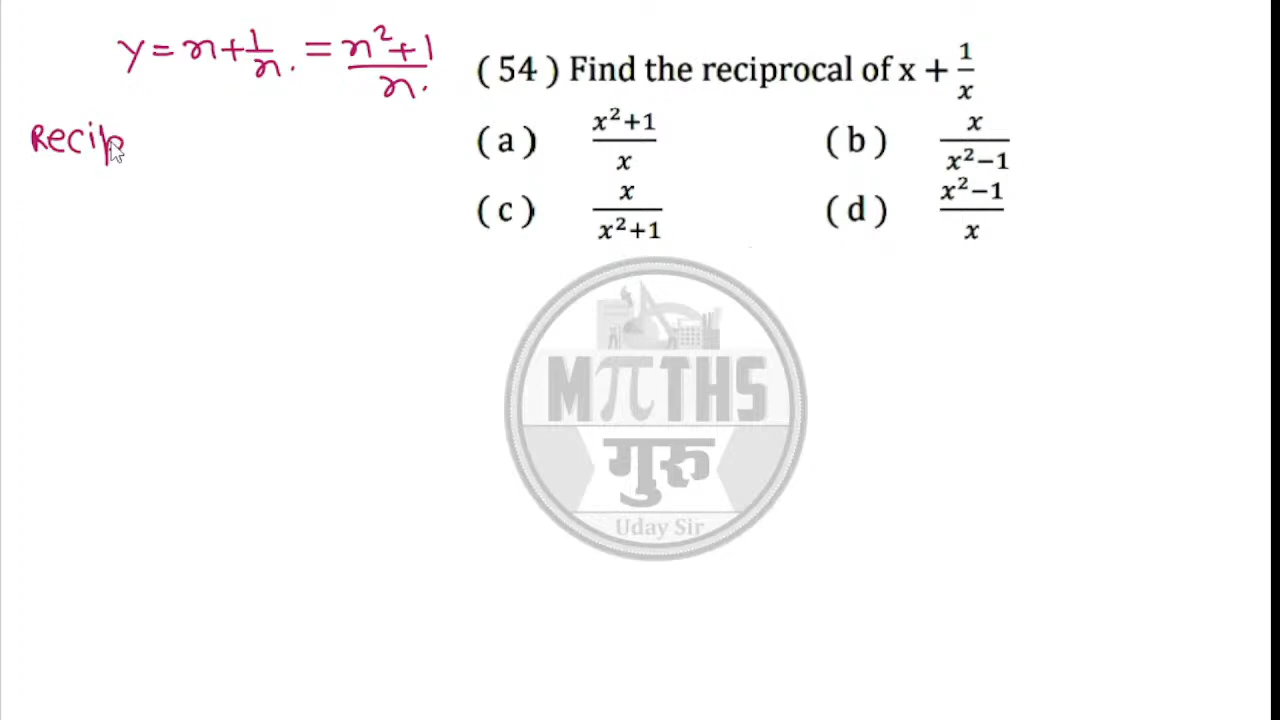 y = x + 1/x. = x²+1/x.
Recip
( 54 ) Find the reciprocal of x + 1/x
( a ) x²+1/x ( b ) x/x²−1
( c ) x/x²+1 ( d ) x²−1/x
MπTHS
गुरु
Uday Sir